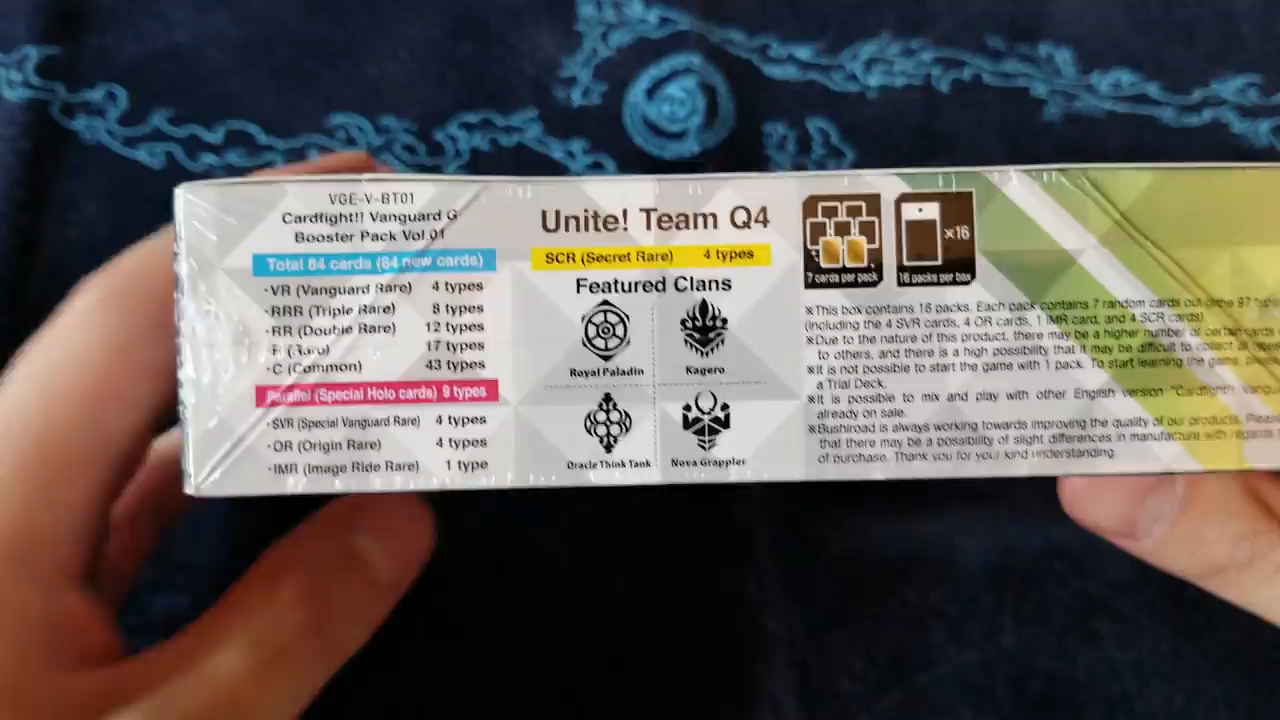 VGE-V-BT01
Cardfight!! Vanguard G
Booster Pack Vol.01
Total 84 cards (84 new cards)
・VR (Vanguard Rare) 4 types
・RRR (Triple Rare) 8 types
・RR (Double Rare) 12 types
・R (Rare) 17 types
・C (Common) 43 types
Parallel (Special Holo cards) 9 types
・SVR (Special Vanguard Rare) 4 types
・OR (Origin Rare) 4 types
・IMR (Image Ride Rare) 1 type
Unite! Team Q4
SCR (Secret Rare) 4 types
Featured Clans
Royal Paladin
Kagero
Oracle Think Tank
Nova Grappler
7 cards per pack
×16
16 packs per box
※This box contains 16 packs. Each pack contains 7 random cards out of the 97 types
(including the 4 SVR cards, 4 OR cards, 1 IMR card, and 4 SCR cards)
※Due to the nature of this product, there may be a higher number of certain cards
to others, and there is a high possibility that it may be difficult to collect all
※It is not possible to start the game with 1 pack. To start learning the game, please
a Trial Deck.
※It is possible to mix and play with other English version "Cardfight!!
already on sale.
※Bushiroad is always working towards improving the quality of our products. Please
that there may be a possibility of slight differences in manufacture with regards
of purchase. Thank you for your kind understanding.